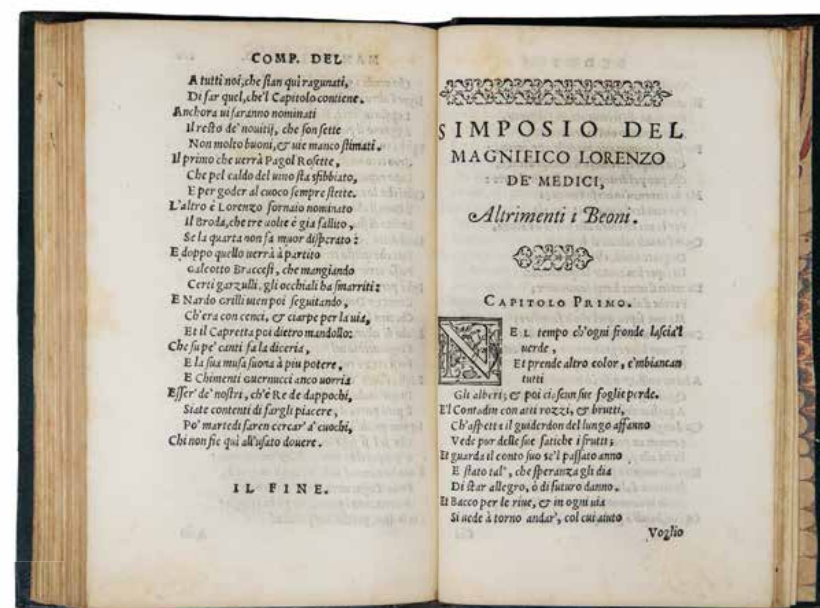 COMP. DEL
A tutti noi, che ſian quì ragunati,
Di far quel, che'l Capitolo contiene.
Anchora ui ſaranno nominati
Il reſto de' nouitij, che ſon ſette
Non molto buoni, & uie manco ſtimati.
Il primo che uerrà Pagol Roſette,
Che pel caldo del uino ſta sfibbiato,
E per goder al cuoco ſempre ſtette.
L'altro è Lorenzo fornaio nominato
Il Broda, che tre uolte è gia fallito,
Se la quarta non fa muor diſperato:
E doppo quello uerrà à partito
Galeotto Bracceſi, che mangiando
Certi garzulli, gli occhiali ha ſmarriti:
E Nardo Grilli uien poi ſeguitando,
Ch'era con cenci, & ciarpe per la uia,
Et il Capretta poi dietro mandollo:
Che ſu pe' canti fa la diceria,
E la ſua muſa ſuona à piu potere,
E Chimenti Guernucci anco uorria
Eſſer' de' noſtri, ch'è Re de dappochi,
Siate contenti di fargli piacere,
Po' martedi faren cercar' a' cuochi,
Chi non ſie quì all'uſato douere.
IL FINE.
SIMPOSIO DEL
MAGNIFICO LORENZO
DE' MEDICI,
Altrimenti i Beoni.
CAPITOLO PRIMO.
NEL tempo ch'ogni fronde laſcia'l
uerde,
Et prende altro color, e'mbiancan
tutti
Gli alberi; & poi ciaſcun ſue foglie perde.
E'l Contadin con atti rozzi, & brutti,
Ch'aſpetta il guiderdon del lungo affanno
Vede pur delle ſue fatiche i frutti;
Et guarda il conto ſuo ſe'l paſſato anno
E ſtato tal', che ſperanza gli dia
Di ſtar allegro, ò di futuro danno.
Et Bacco per le riue, & in ogni uia
Si uede à torno andar', col cui aiuto
Voglio